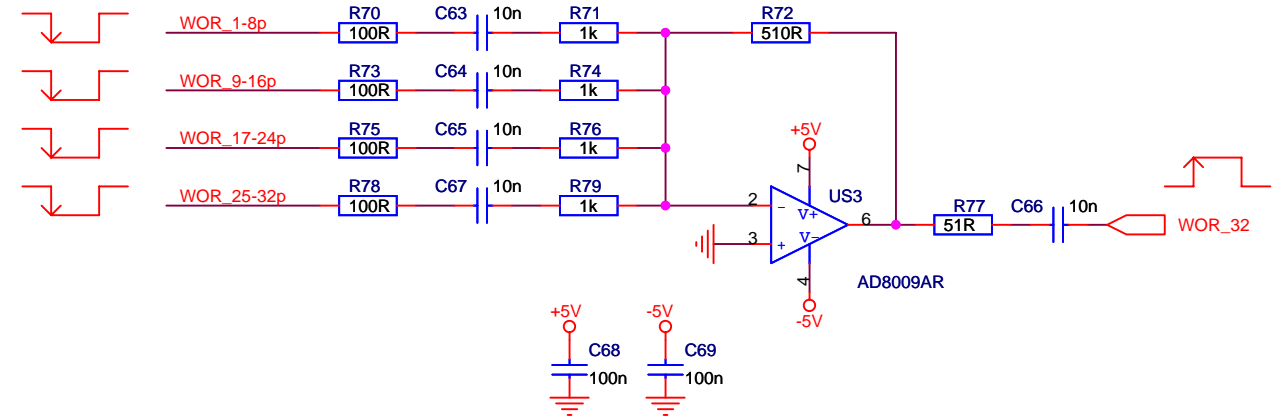 R70 C63 10n R71 R72
WOR_1-8p 100R 1k 510R
R73 C64 10n R74
WOR_9-16p 100R 1k
R75 C65 10n R76
WOR_17-24p 100R 1k
+5V
R78 C67 10n R79
WOR_25-32p 100R 1k
7
2 - V+ US3
6 R77 C66 10n
51R WOR_32
3 + V-
4 AD8009AR
-5V
+5V -5V
C68 C69
100n 100n